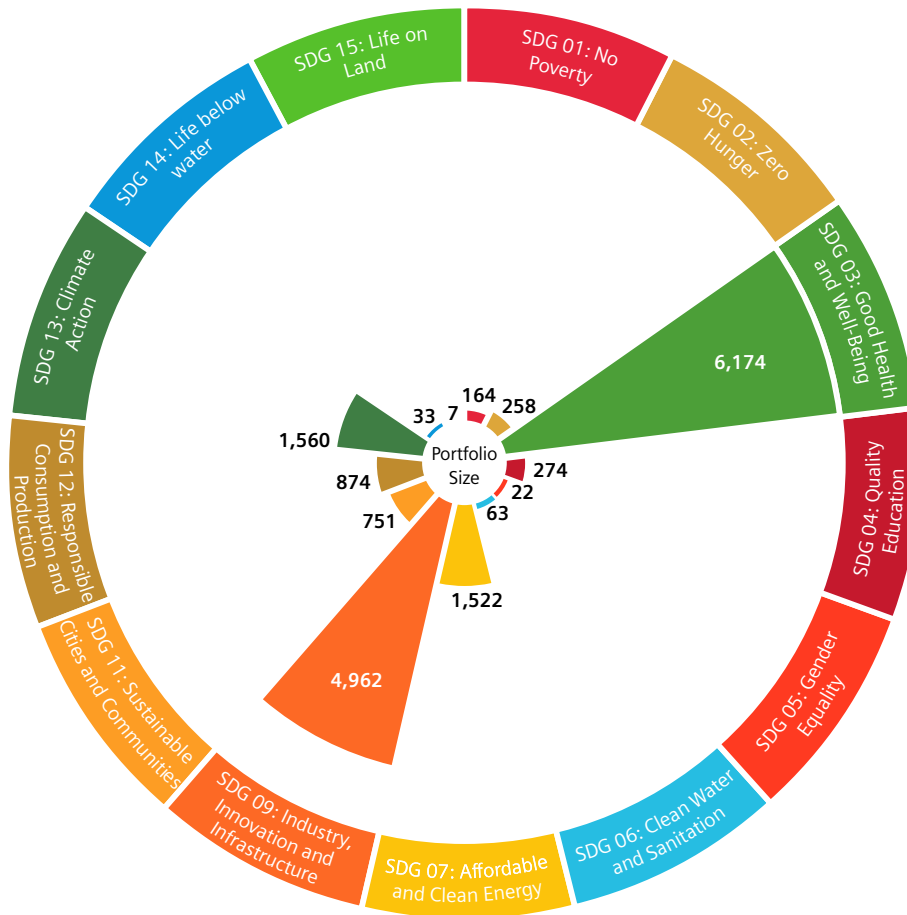 SDG 01: No
Poverty
SDG 02: Zero
Hunger
SDG 03: Good Health
and Well-Being
SDG 04: Quality
Education
SDG 05: Gender
Equality
SDG 06: Clean Water
and Sanitation
SDG 07: Affordable
and Clean Energy
SDG 09: Industry,
Innovation and
Infrastructure
SDG 11: Sustainable
Cities and Communities
SDG 12: Responsible
Consumption and
Production
SDG 13: Climate
Action
SDG 14: Life below
water
SDG 15: Life on
Land
Portfolio
Size
164
258
6,174
274
22
63
1,522
4,962
751
874
1,560
33
7